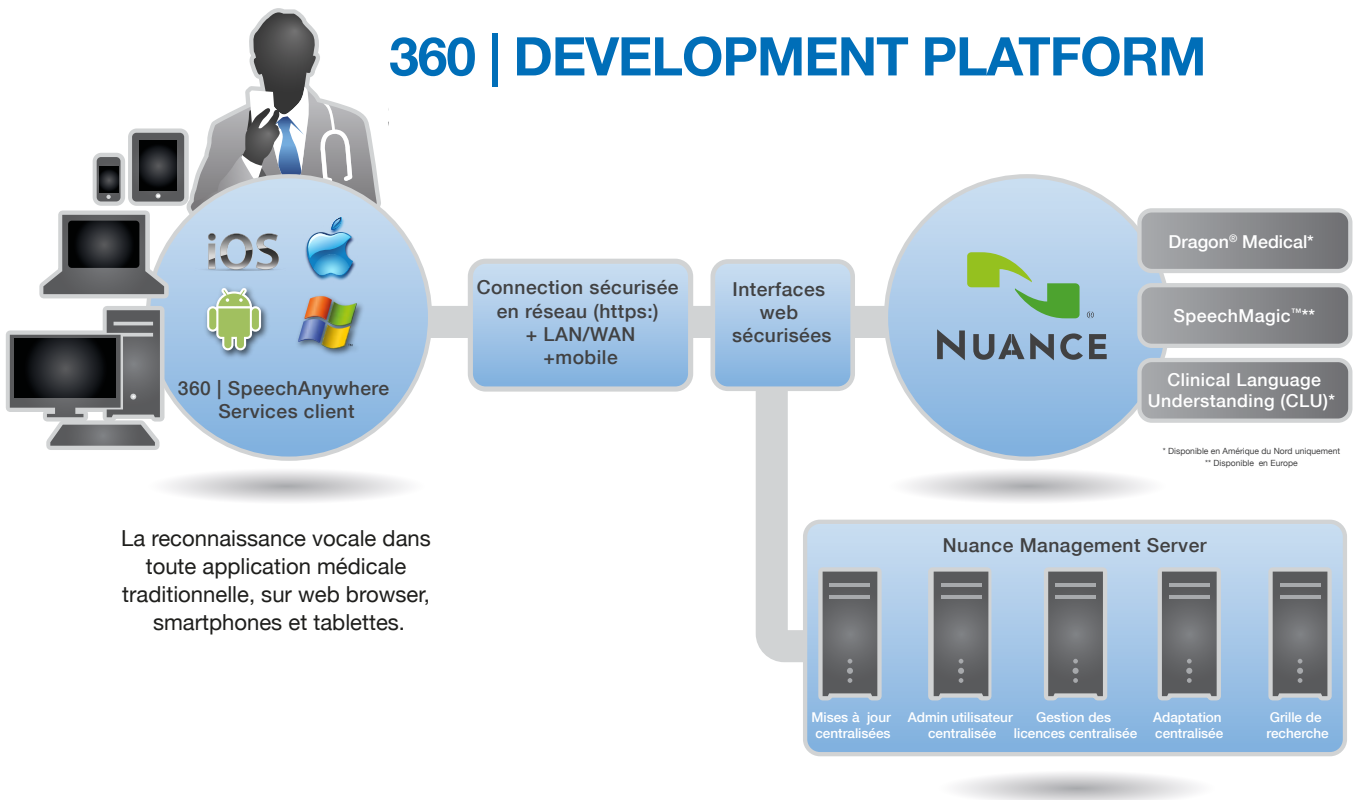 360 | DEVELOPMENT PLATFORM
iOS
360 | SpeechAnywhere
Services client
Connection sécurisée
en réseau (https:)
+ LAN/WAN
+mobile
Interfaces
web
sécurisées
NUANCE
Dragon® Medical*
SpeechMagic™**
Clinical Language
Understanding (CLU)*
* Disponible en Amérique du Nord uniquement
** Disponible en Europe
La reconnaissance vocale dans
toute application médicale
traditionnelle, sur web browser,
smartphones et tablettes.
Nuance Management Server
Mises à jour
centralisées
Admin utilisateur
centralisée
Gestion des
licences centralisée
Adaptation
centralisée
Grille de
recherche